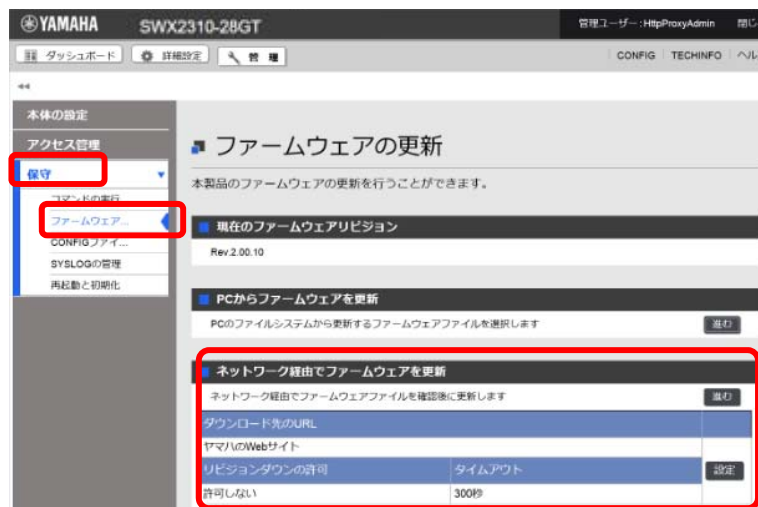 YAMAHA SWX2310-28GT 管理ユーザー:HttpProxyAdmin 閉じ
ダッシュボード 詳細設定 管理 CONFIG TECHINFO ヘル
本体の設定
アクセス管理
保守
コマンドの実行
ファームウェア...
CONFIGファイ...
SYSLOGの管理
再起動と初期化
ファームウェアの更新
本製品のファームウェアの更新を行うことができます。
現在のファームウェアリビジョン
Rev.2.00.10
PCからファームウェアを更新
PCのファイルシステムから更新するファームウェアファイルを選択します 進む
ネットワーク経由でファームウェアを更新
ネットワーク経由でファームウェアファイルを確認後に更新します 進む
ダウンロード先のURL
ヤマハのWebサイト
リビジョンダウンの許可 タイムアウト 設定
許可しない 300秒